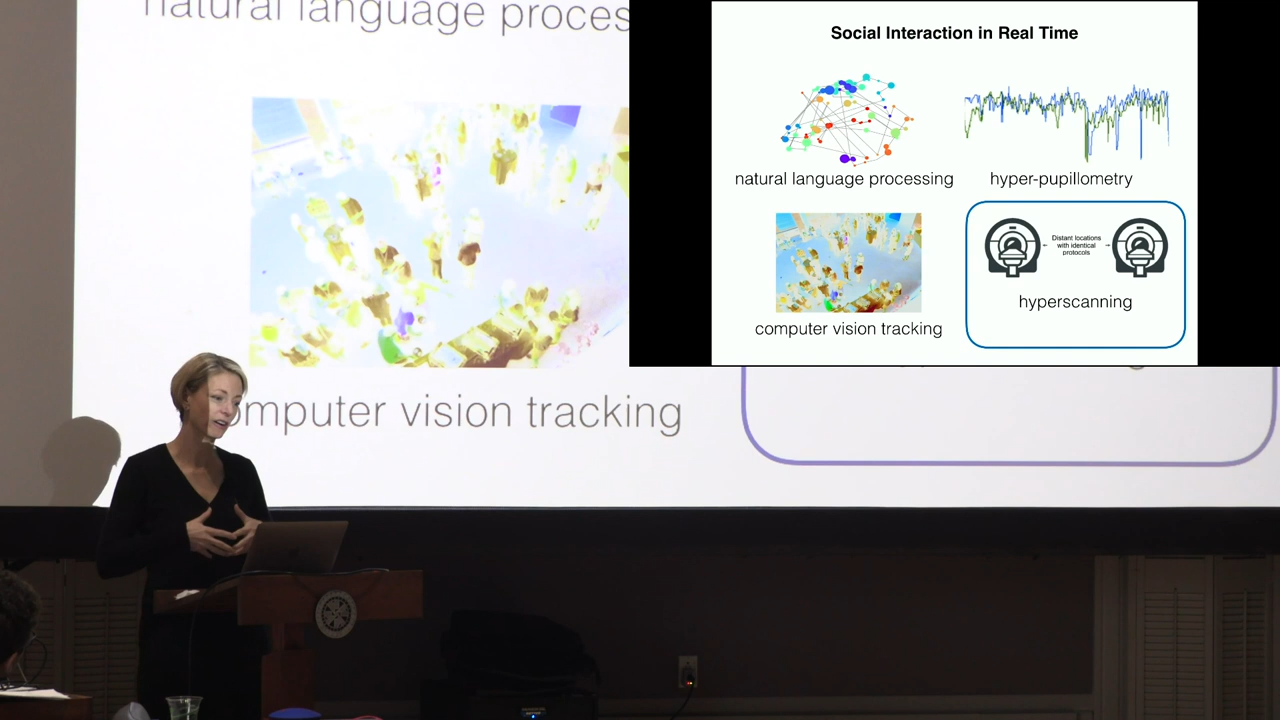 natural language proces
computer vision tracking
Social Interaction in Real Time
natural language processing
hyper-pupillometry
Distant locations
with identical
protocols
hyperscanning
computer vision tracking